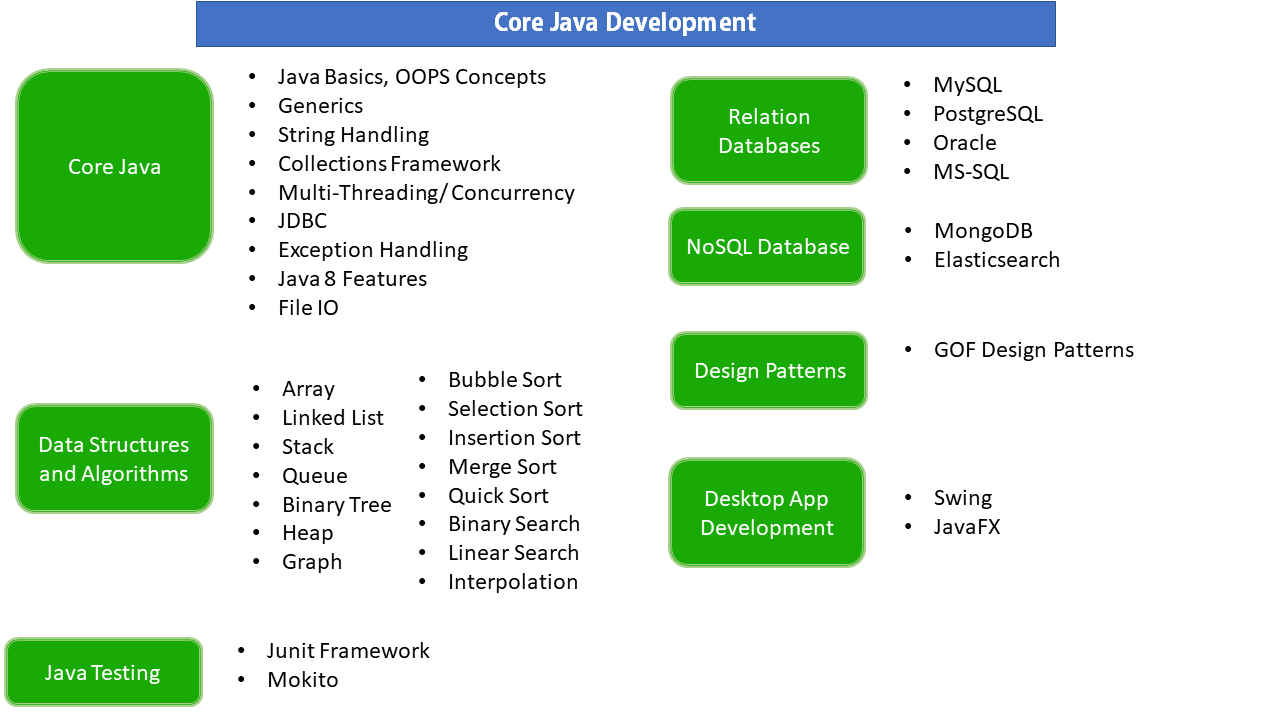 Core Java Development
Core Java
• Java Basics, OOPS Concepts
• Generics
• String Handling
• Collections Framework
• Multi-Threading/ Concurrency
• JDBC
• Exception Handling
• Java 8 Features
• File IO
Data Structures
and Algorithms
• Array
• Linked List
• Stack
• Queue
• Binary Tree
• Heap
• Graph
• Bubble Sort
• Selection Sort
• Insertion Sort
• Merge Sort
• Quick Sort
• Binary Search
• Linear Search
• Interpolation
Java Testing
• Junit Framework
• Mokito
Relation
Databases
• MySQL
• PostgreSQL
• Oracle
• MS-SQL
NoSQL Database
• MongoDB
• Elasticsearch
Design Patterns
• GOF Design Patterns
Desktop App
Development
• Swing
• JavaFX